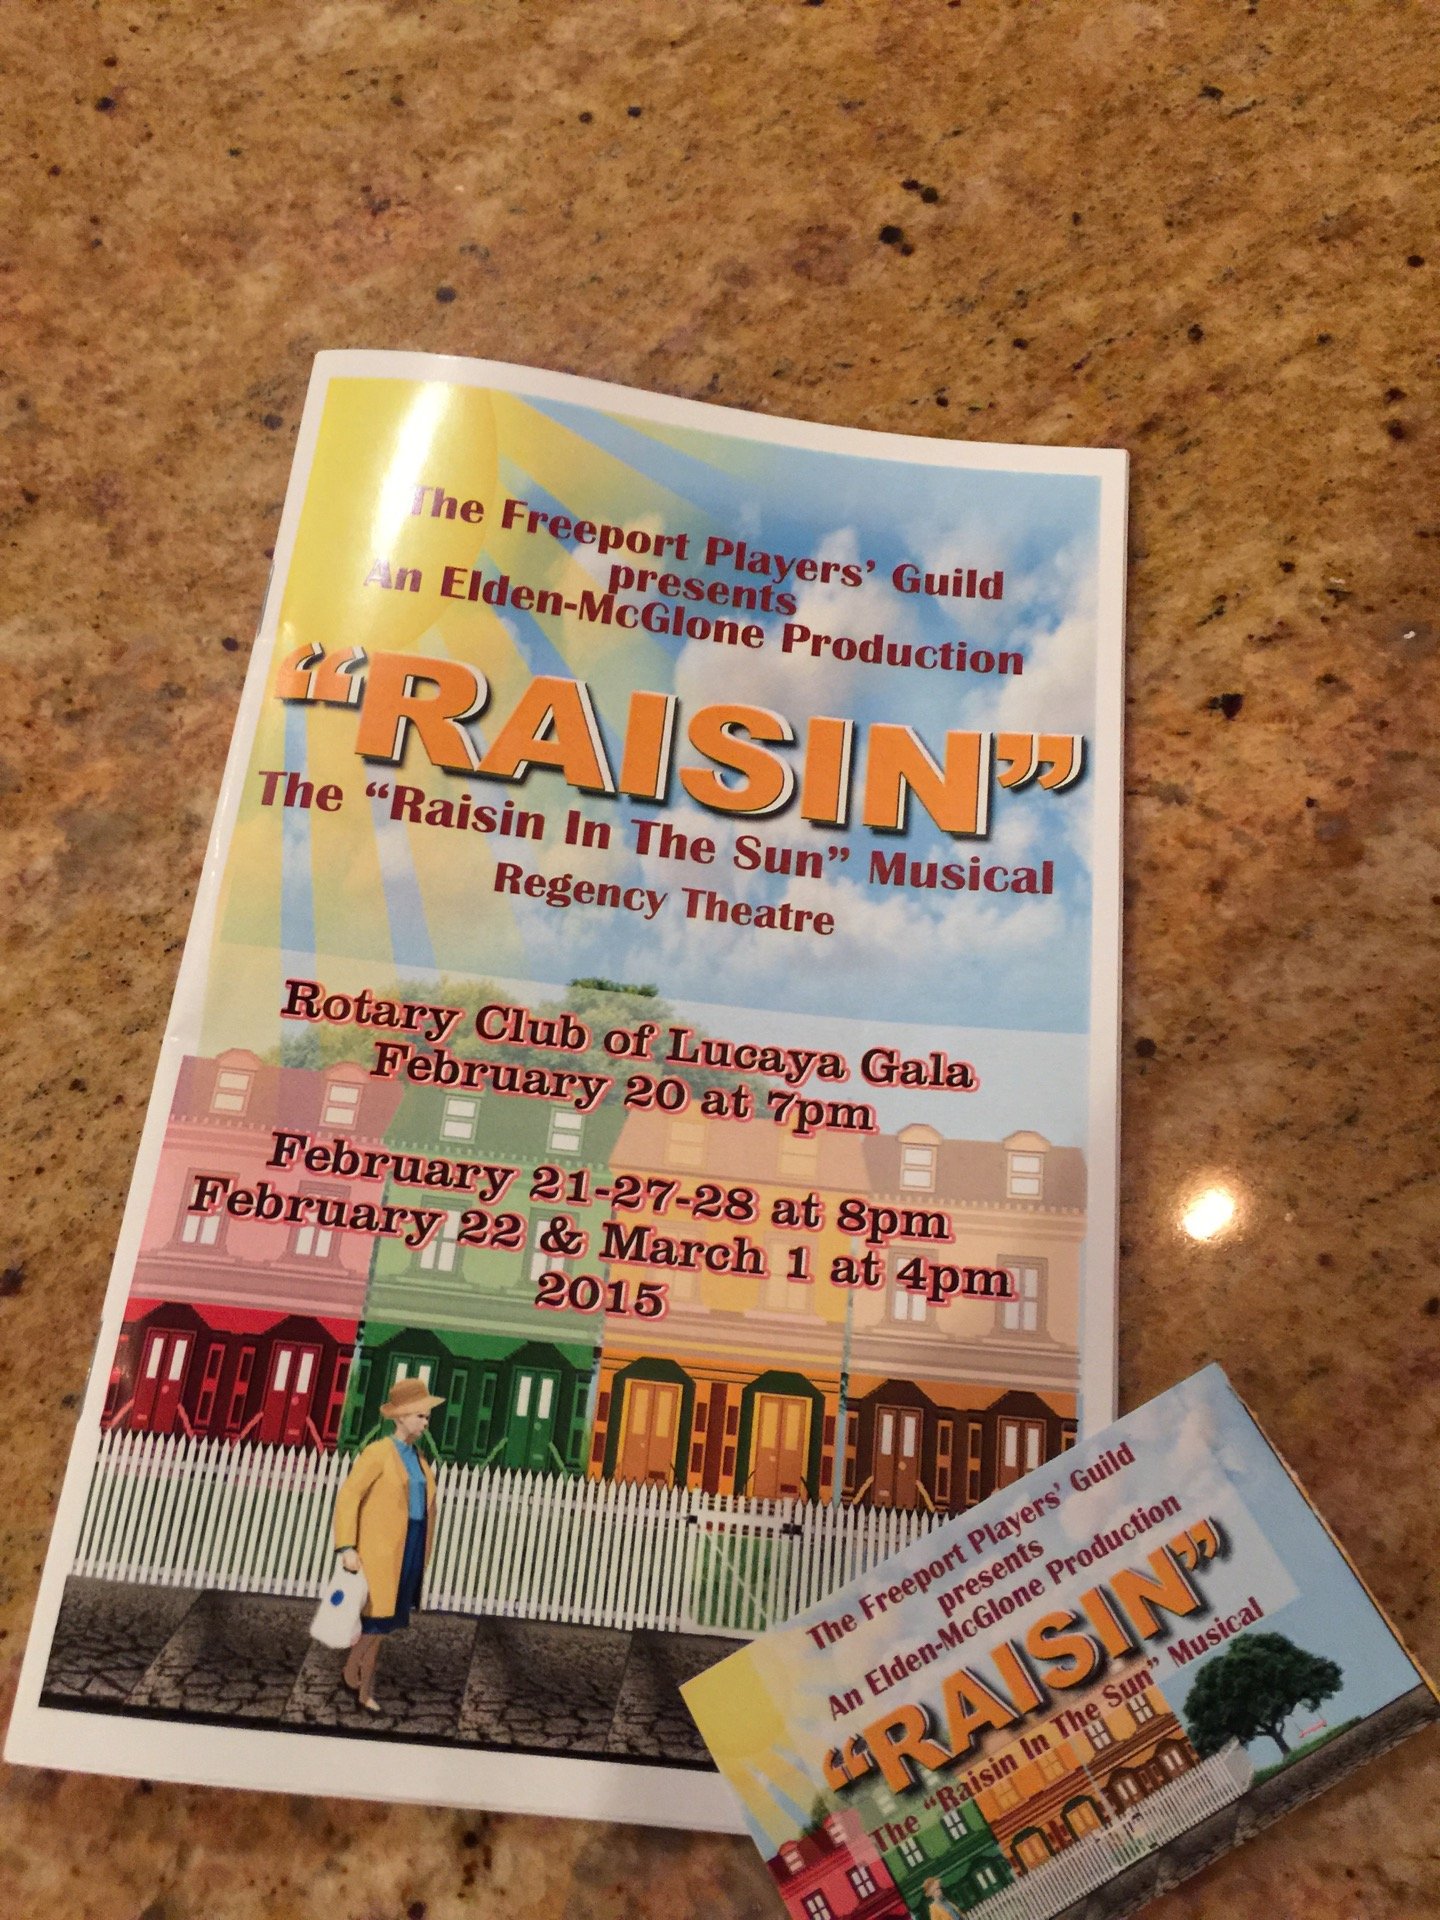 The Freeport Players' Guild
presents
An Elden-McGlone Production
"RAISIN"
The "Raisin In The Sun" Musical
Regency Theatre
Rotary Club of Lucaya Gala
February 20 at 7pm
February 21-27-28 at 8pm
February 22 & March 1 at 4pm
2015
The Freeport Players' Guild
presents
An Elden-McGlone Production
"RAISIN"
The "Raisin In The Sun" Musical